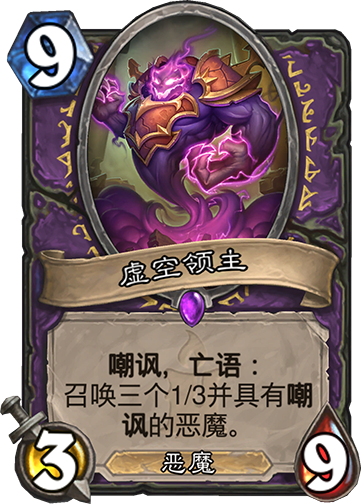 9
虚空领主
嘲讽，亡语：
召唤三个1/3并具有嘲
讽的恶魔。
3
恶魔
9